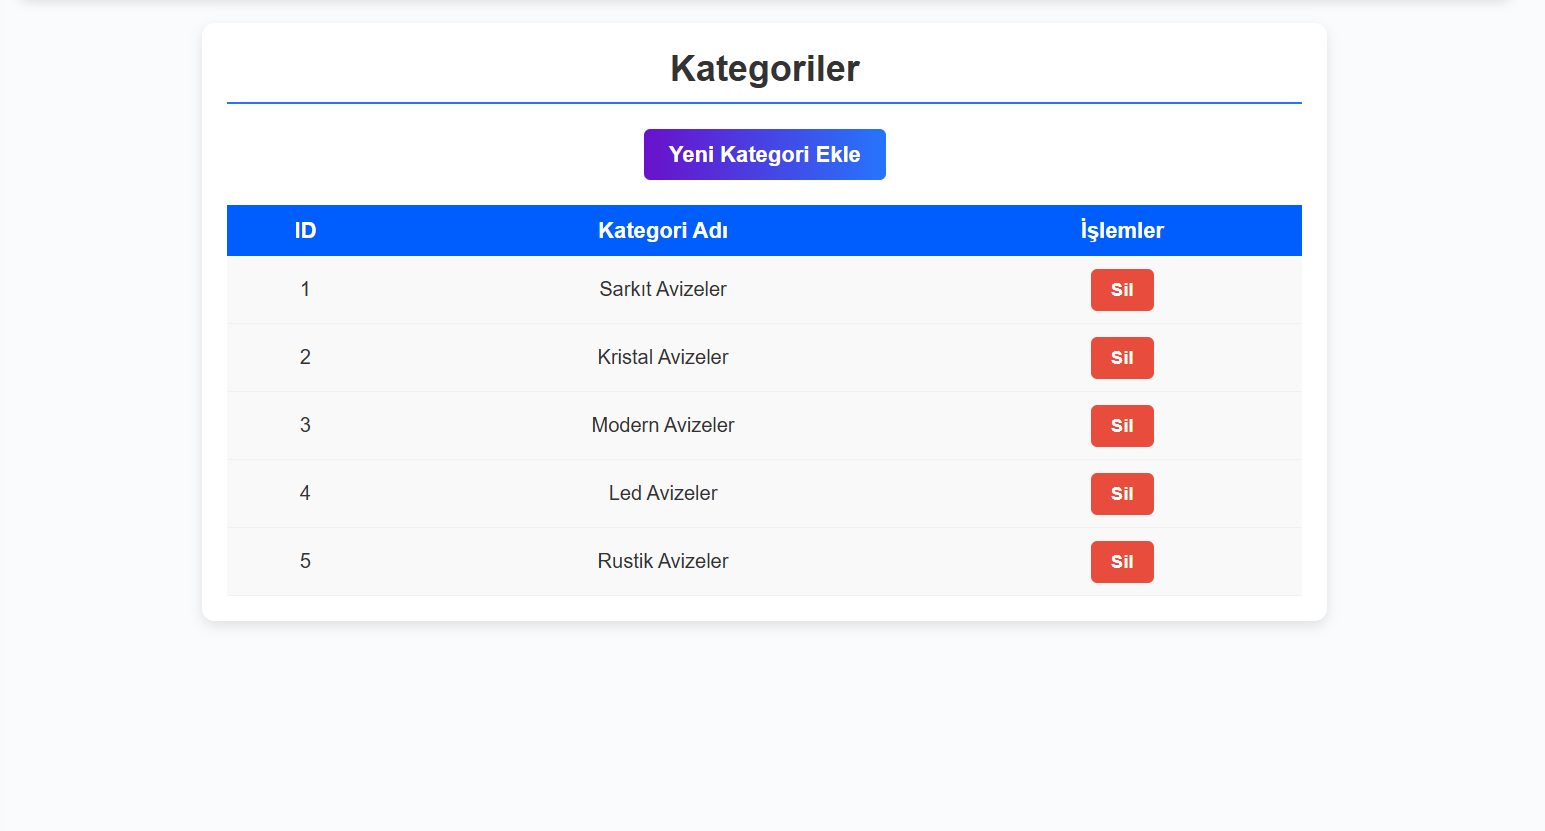 Kategoriler
Yeni Kategori Ekle
ID Kategori Adı İşlemler
1 Sarkıt Avizeler Sil
2 Kristal Avizeler Sil
3 Modern Avizeler Sil
4 Led Avizeler Sil
5 Rustik Avizeler Sil